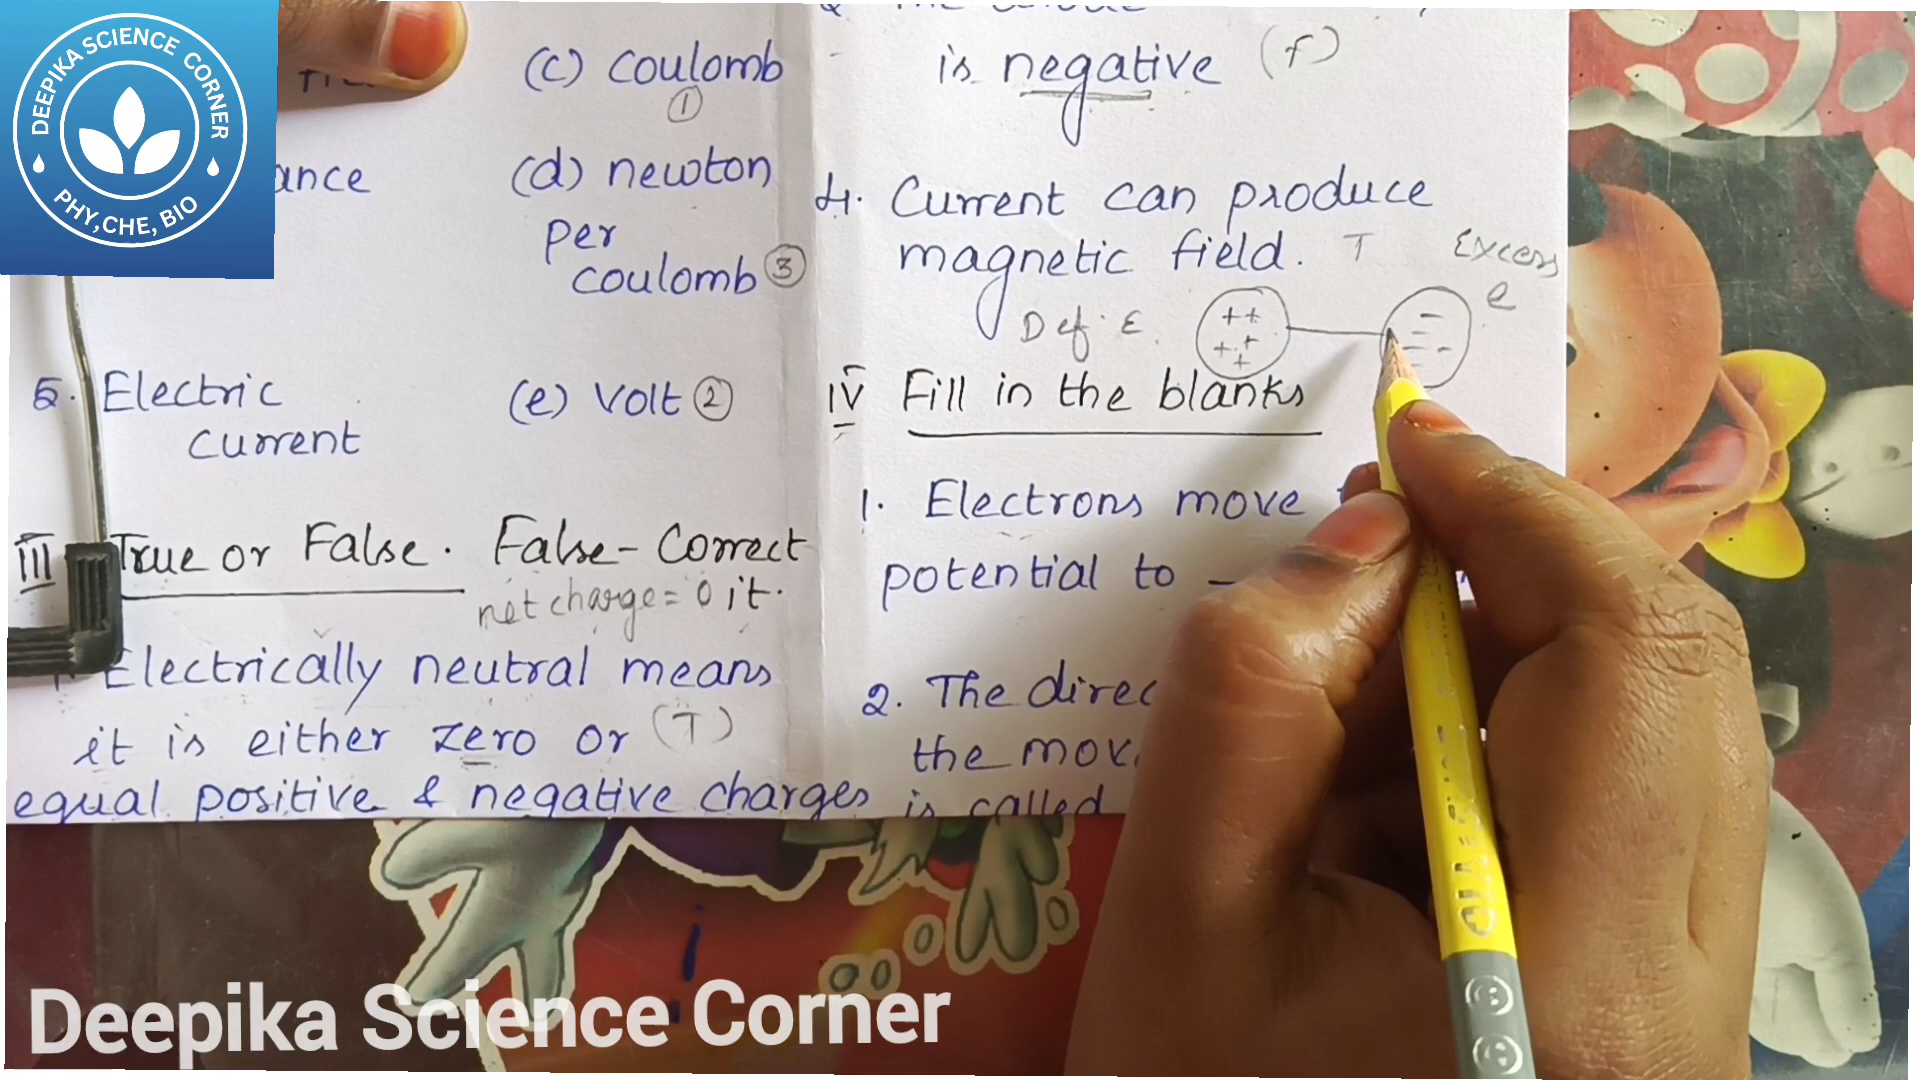 DEEPIKA SCIENCE CORNER
PHY,CHE, BIO
(c) coulomb
①
ance
(d) newton
per
coulomb ③
5. Electric
current
(e) volt ②
III True or False. False - Correct
net charge = 0 it.
Electrically neutral means
it is either zero or (T)
equal positive & negative charges
is negative (f)
4. Current can produce
magnetic field. T
Excess
e
Def. E.
++
++
+
IV Fill in the blanks
1. Electrons move
potential to
2. The direc
the mov
is called
Deepika Science Corner